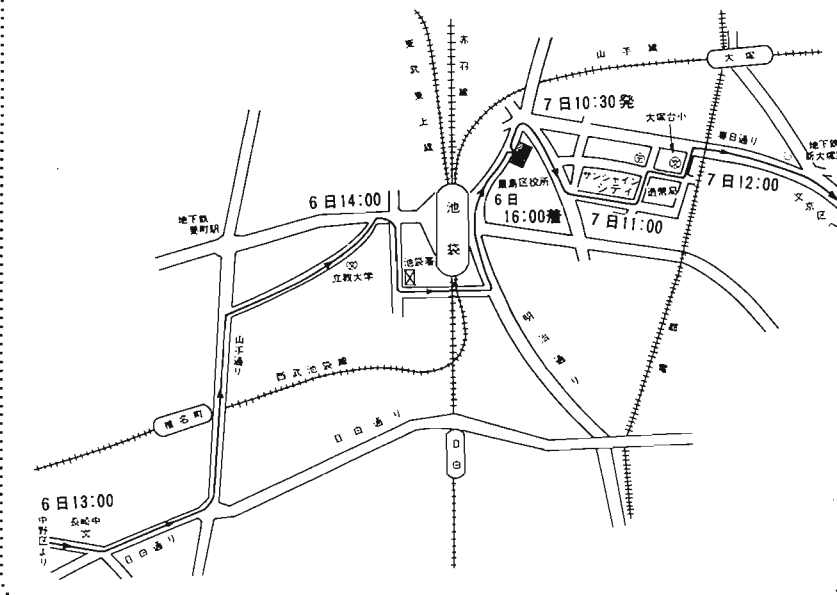 東武東上線
赤羽線
山手線
大塚
7日10:30発
大塚台小
春日通り
地下鉄
新大塚
豊島区役所
6日
16:00着
サンシャイン
シティ
造幣局
7日12:00
文京区へ
7日11:00
6日14:00
地下鉄
要町駅
池袋
池袋署
立教大学
山手通り
明治通り
都電
西武池袋線
椎名町
目白通り
目白
6日13:00
中野区より
長崎中
文
目白通り